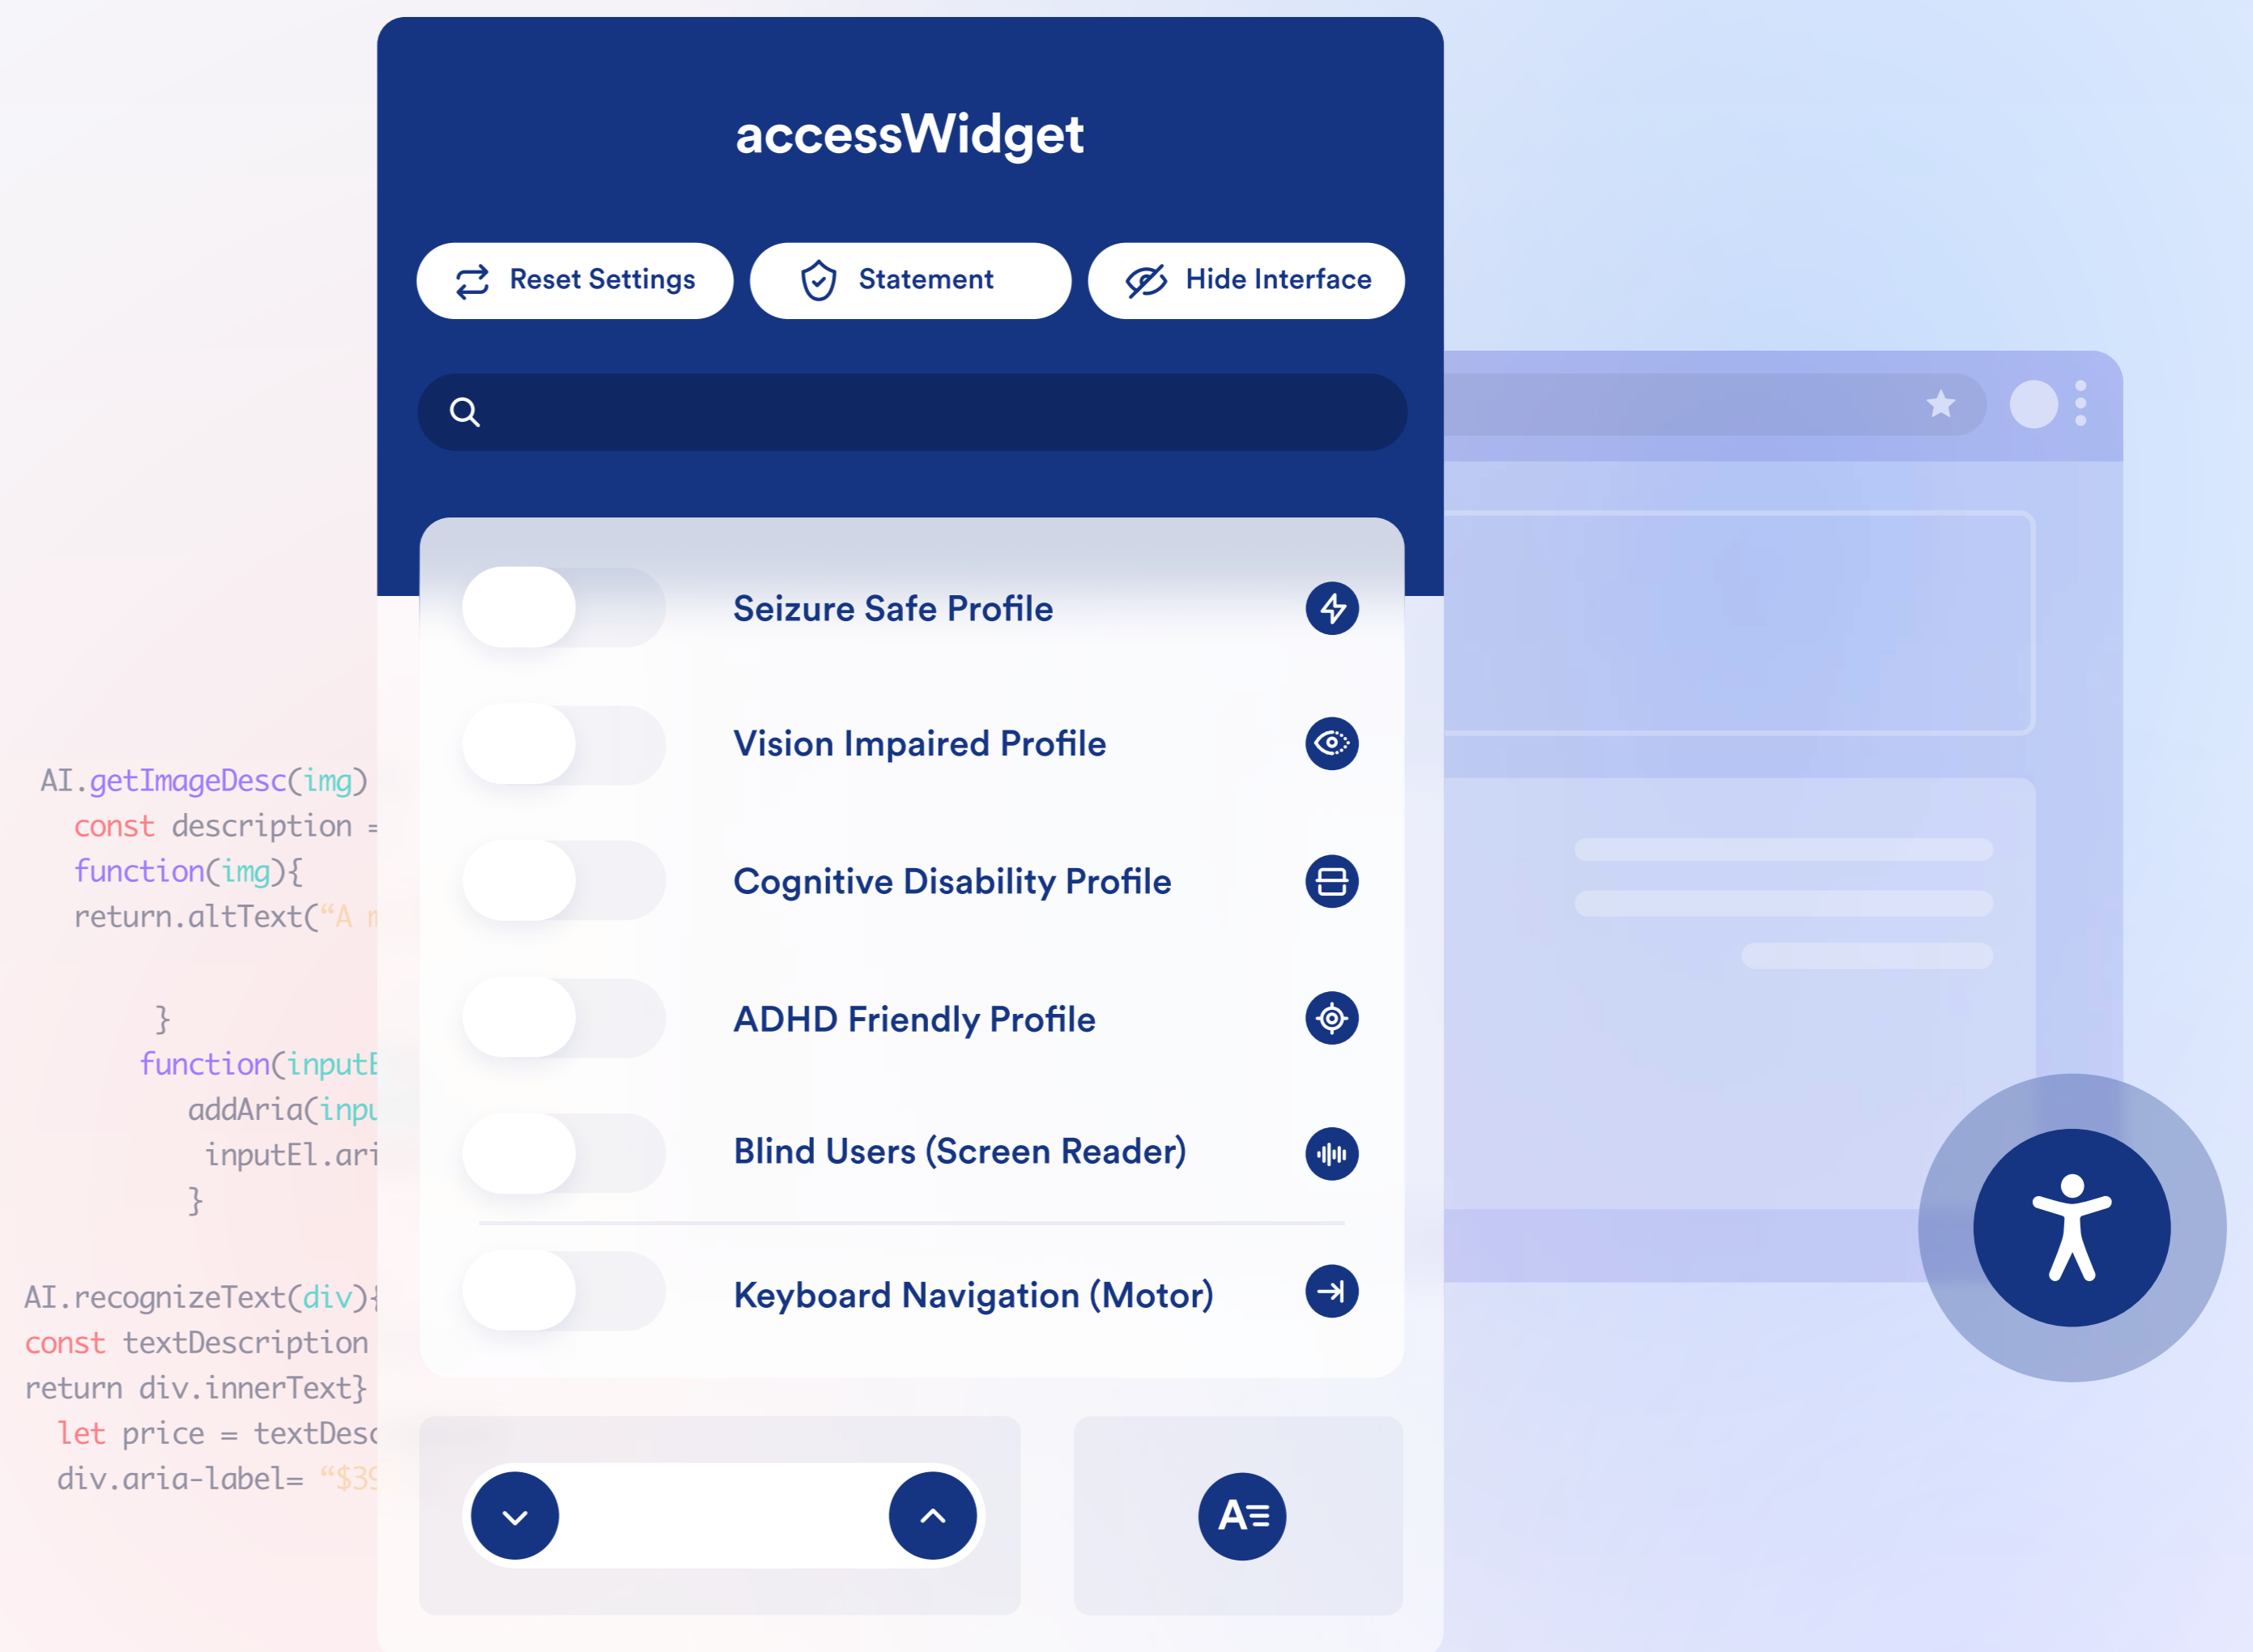 accessWidget
Reset Settings
Statement
Hide Interface
Seizure Safe Profile
Vision Impaired Profile
Cognitive Disability Profile
ADHD Friendly Profile
Blind Users (Screen Reader)
Keyboard Navigation (Motor)
A
AI.getImageDesc(img)
const description =
function(img){
return.altText(“A
}
function(inputE
addAria(inpu
inputEl.ari
}
AI.recognizeText(div){
const textDescription
return div.innerText}
let price = textDesc
div.aria-label= “$39